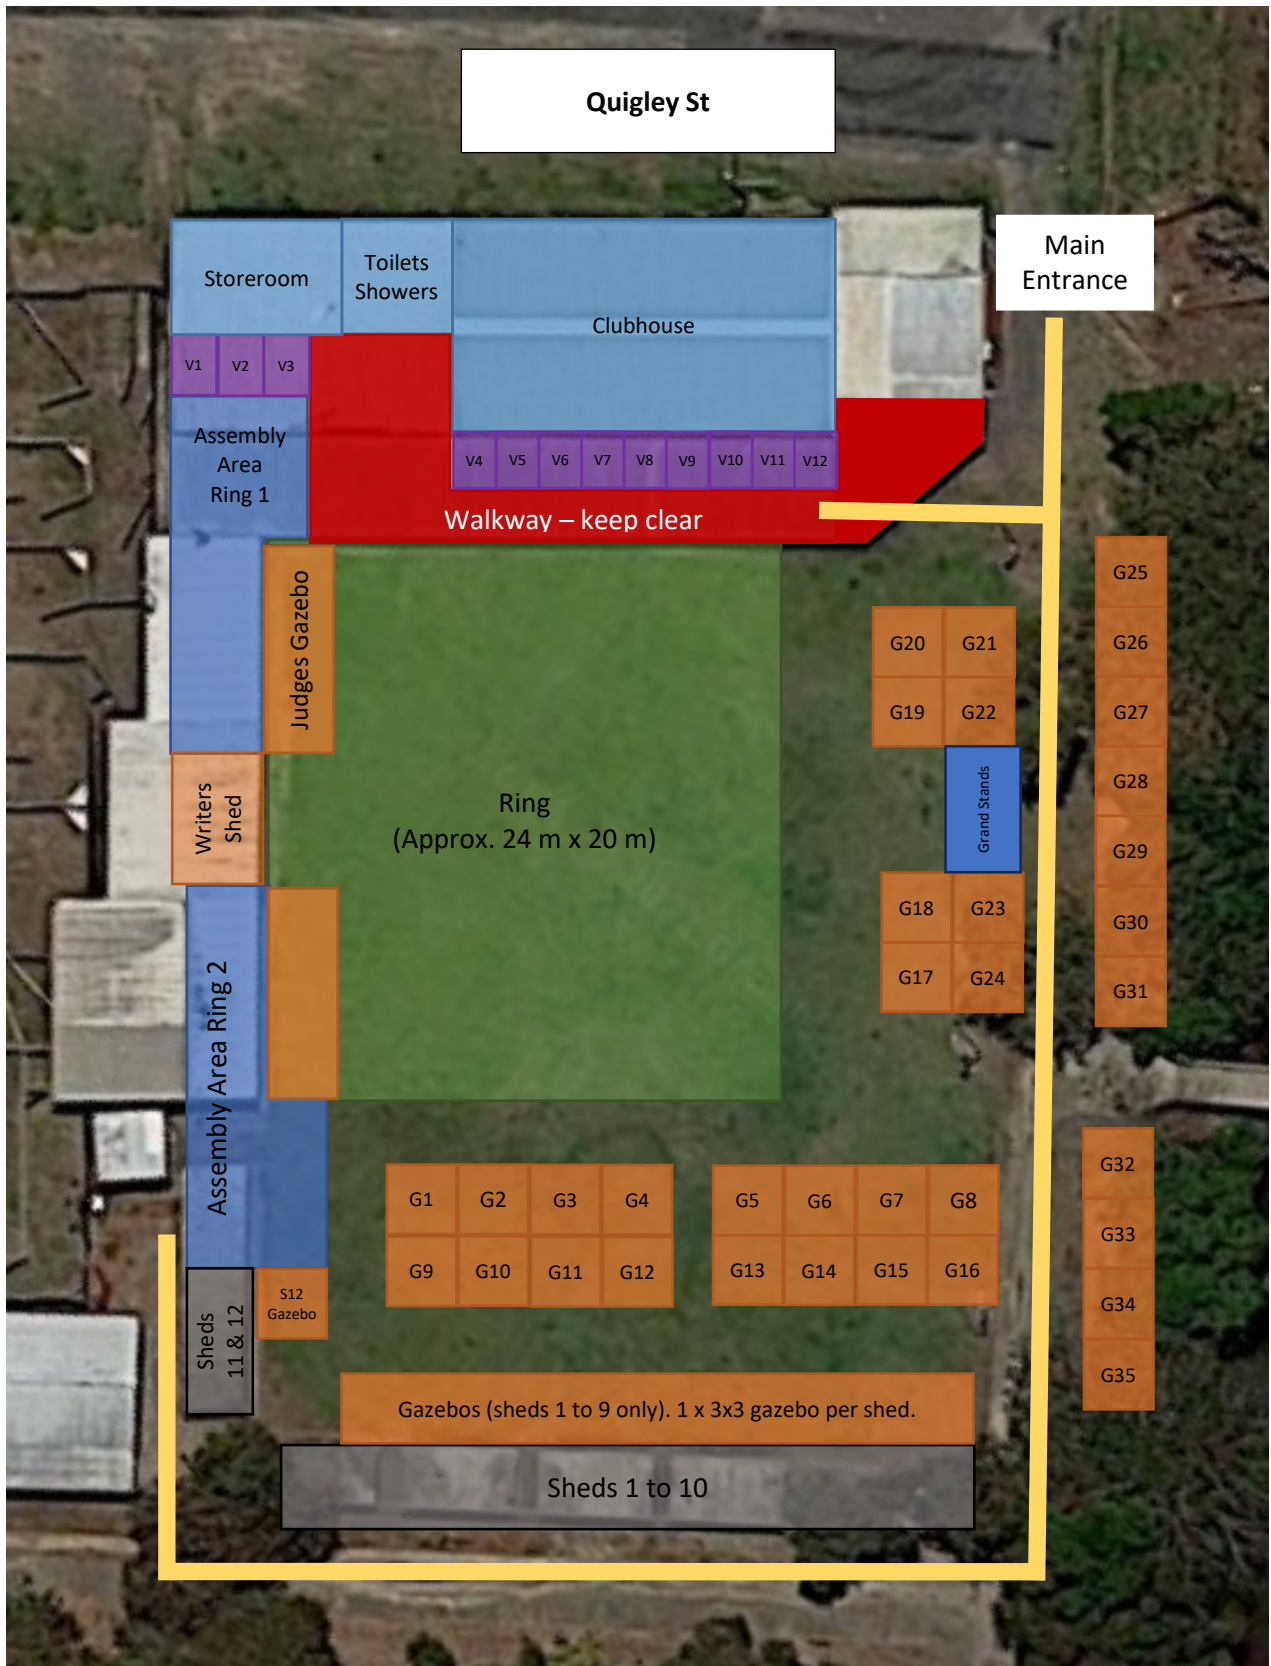 Quigley St
Main
Entrance
Storeroom
Toilets
Showers
Clubhouse
V1
V2
V3
Assembly
Area
Ring 1
V4
V5
V6
V7
V8
V9
V10
V11
V12
Walkway – keep clear
Judges Gazebo
G25
G26
G27
G28
G29
G30
G31
G20
G21
G19
G22
Grand Stands
Writers
Shed
Ring
(Approx. 24 m x 20 m)
G18
G23
G17
G24
Assembly Area Ring 2
G1
G2
G3
G4
G5
G6
G7
G8
G9
G10
G11
G12
G13
G14
G15
G16
G32
G33
G34
G35
S12
Gazebo
Sheds
11 & 12
Gazebos (sheds 1 to 9 only). 1 x 3x3 gazebo per shed.
Sheds 1 to 10